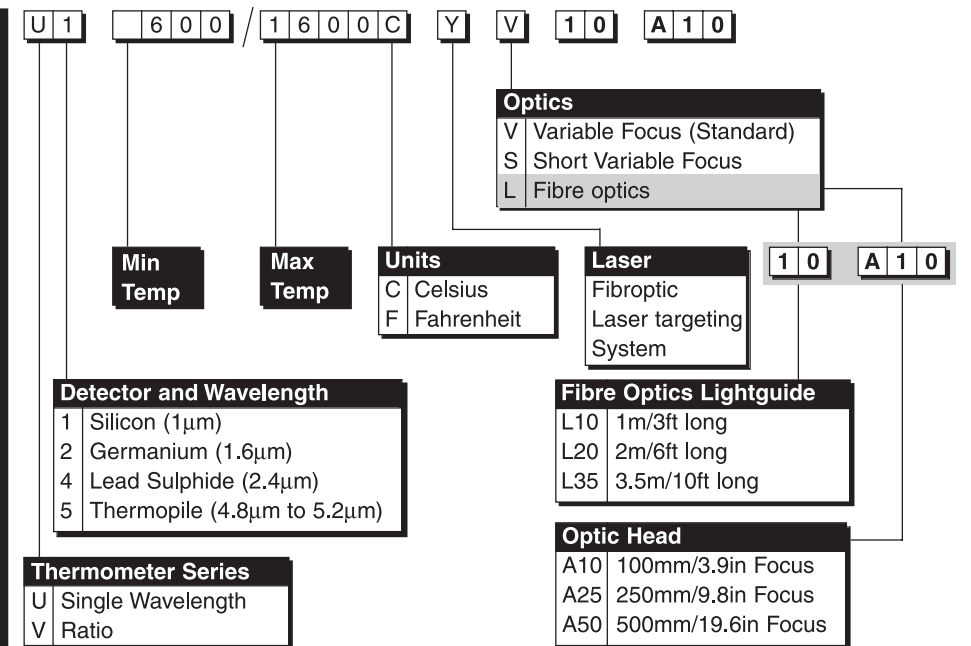 U1 600/1600C Y V 10 A10
Optics
V Variable Focus (Standard)
S Short Variable Focus
L Fibre optics
Min
Temp
Max
Temp
Units
C Celsius
F Fahrenheit
Laser
Fibroptic
Laser targeting
System
10 A10
Detector and Wavelength
1 Silicon (1µm)
2 Germanium (1.6µm)
4 Lead Sulphide (2.4µm)
5 Thermopile (4.8µm to 5.2µm)
Fibre Optics Lightguide
L10 1m/3ft long
L20 2m/6ft long
L35 3.5m/10ft long
Thermometer Series
U Single Wavelength
V Ratio
Optic Head
A10 100mm/3.9in Focus
A25 250mm/9.8in Focus
A50 500mm/19.6in Focus